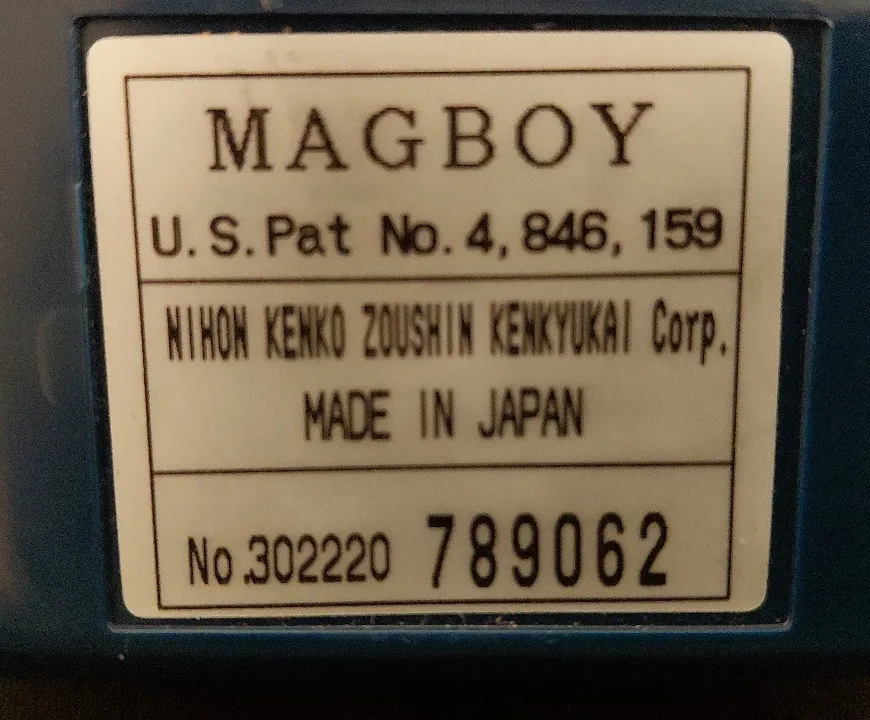 MAGBOY
U.S.Pat No.4,846,159
NIHON KENKO ZOUSHIN KENKYUKAI Corp.
MADE IN JAPAN
No.302220 789062